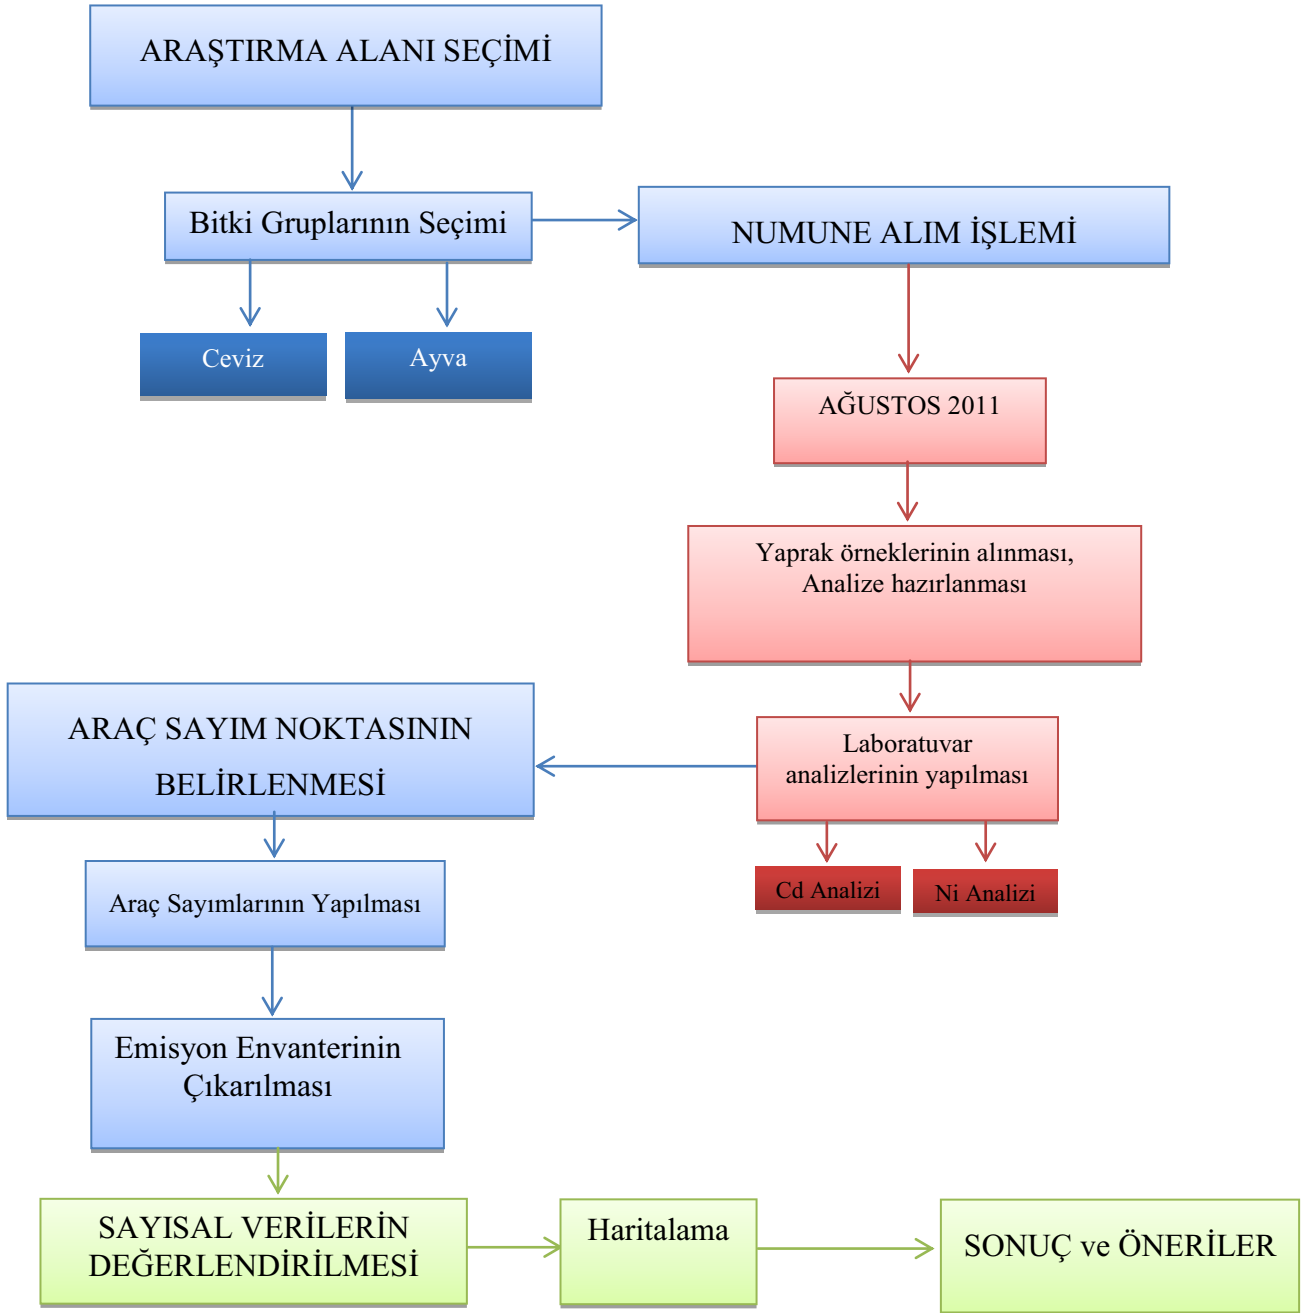 ARAŞTIRMA ALANI SEÇİMİ
Bitki Gruplarının Seçimi
NUMUNE ALIM İŞLEMİ
Ceviz
Ayva
AĞUSTOS 2011
Yaprak örneklerinin alınması,
Analize hazırlanması
Laboratuvar
analizlerinin yapılması
Cd Analizi
Ni Analizi
ARAÇ SAYIM NOKTASININ
BELİRLENMESİ
Araç Sayımlarının Yapılması
Emisyon Envanterinin
Çıkarılması
SAYISAL VERİLERİN
DEĞERLENDİRİLMESİ
Haritalama
SONUÇ ve ÖNERİLER